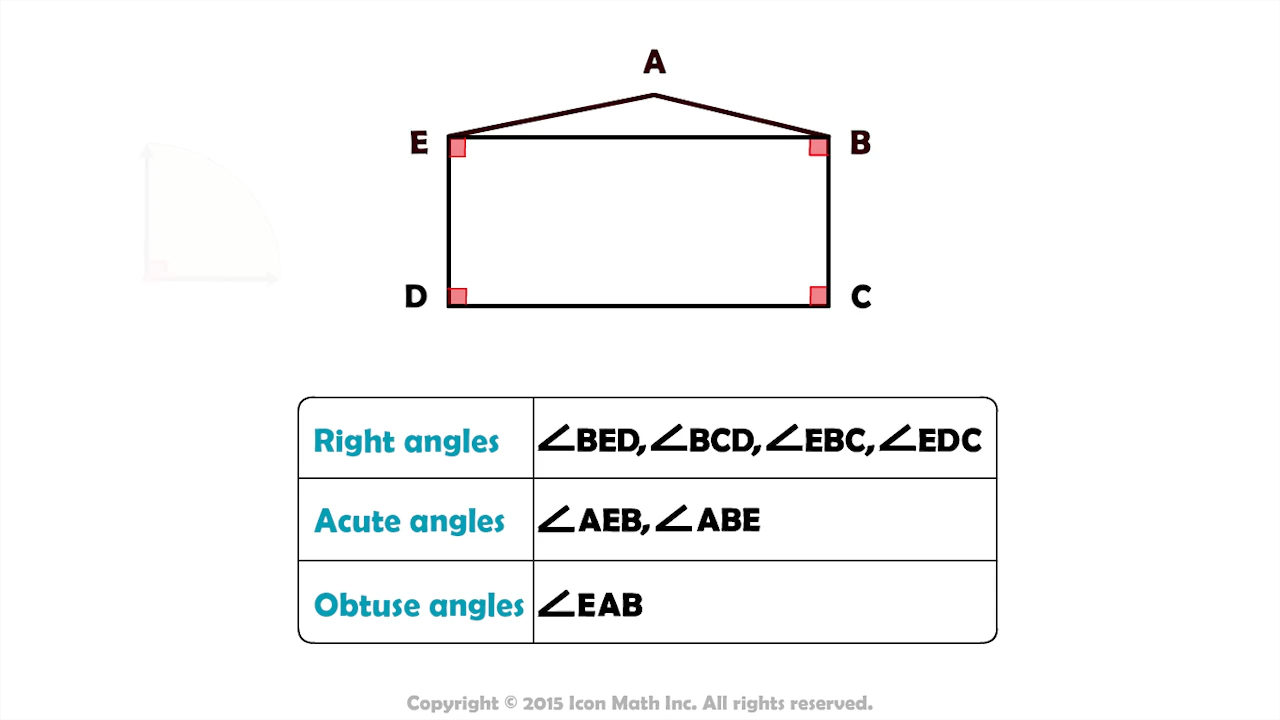 A
E
B
D
C
Right angles ∠BED, ∠BCD, ∠EBC, ∠EDC
Acute angles ∠AEB, ∠ABE
Obtuse angles ∠EAB
Copyright © 2015 Icon Math Inc. All rights reserved.